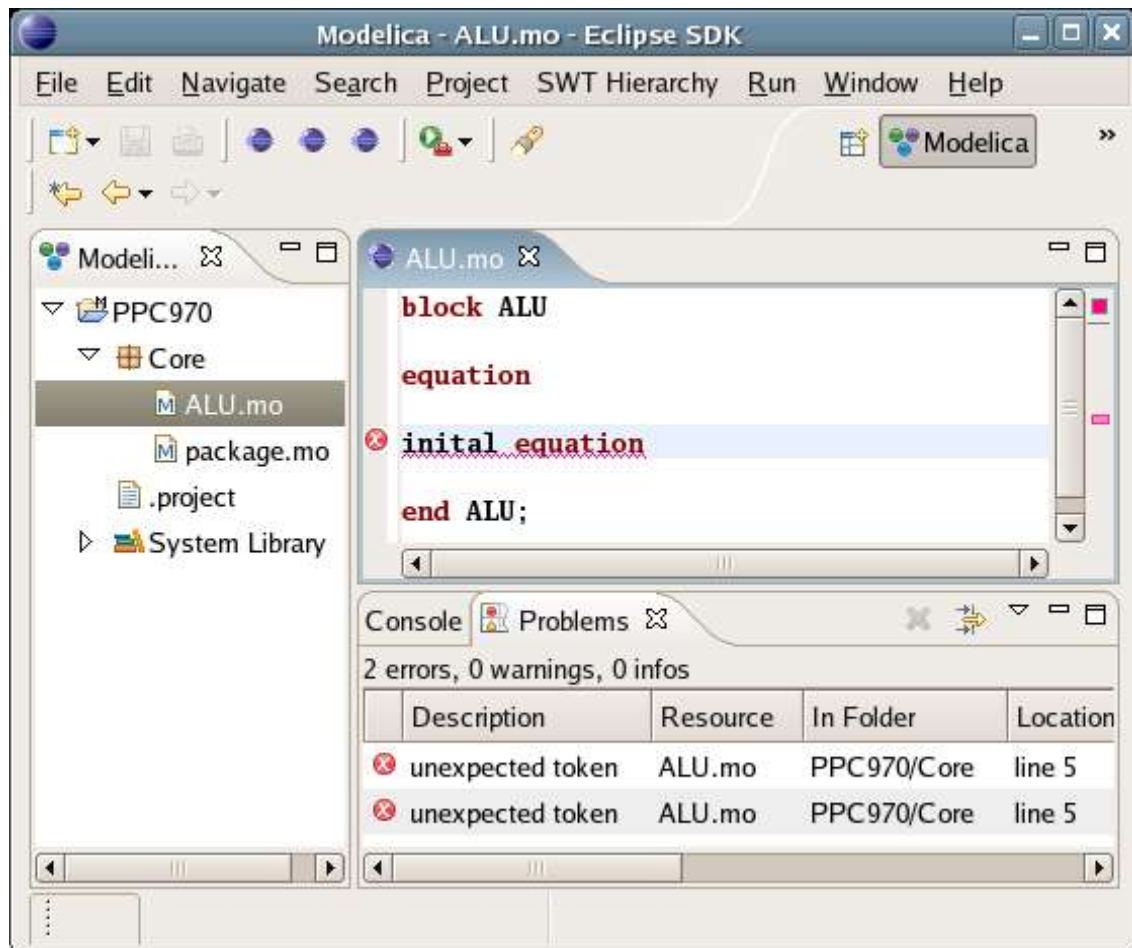 Modelica - ALU.mo - Eclipse SDK
File Edit Navigate Search Project SWT Hierarchy Run Window Help
Modelica
Modeli...
PPC970
Core
ALU.mo
package.mo
.project
System Library
ALU.mo
block ALU
equation
inital equation
end ALU;
Console Problems
2 errors, 0 warnings, 0 infos
Description Resource In Folder Location
unexpected token ALU.mo PPC970/Core line 5
unexpected token ALU.mo PPC970/Core line 5